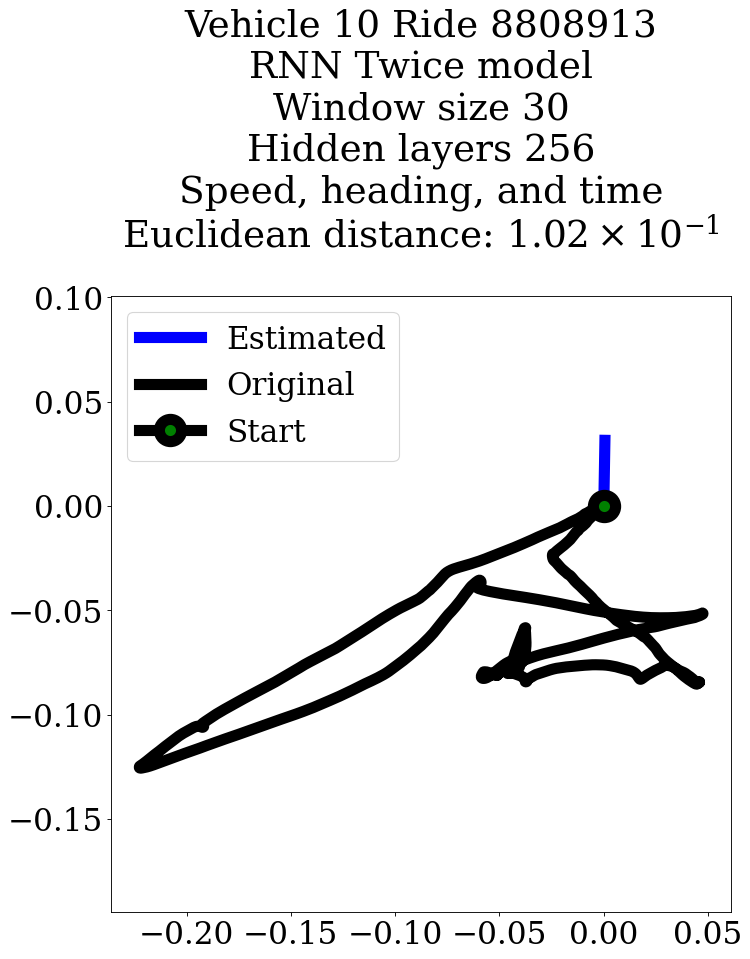 Vehicle 10 Ride 8808913
RNN Twice model
Window size 30
Hidden layers 256
Speed, heading, and time
Euclidean distance: 1.02 × 10⁻¹
0.10
Estimated
0.05
Original
Start
0.00
−0.05
−0.10
−0.15
−0.20 −0.15 −0.10 −0.05 0.00 0.05